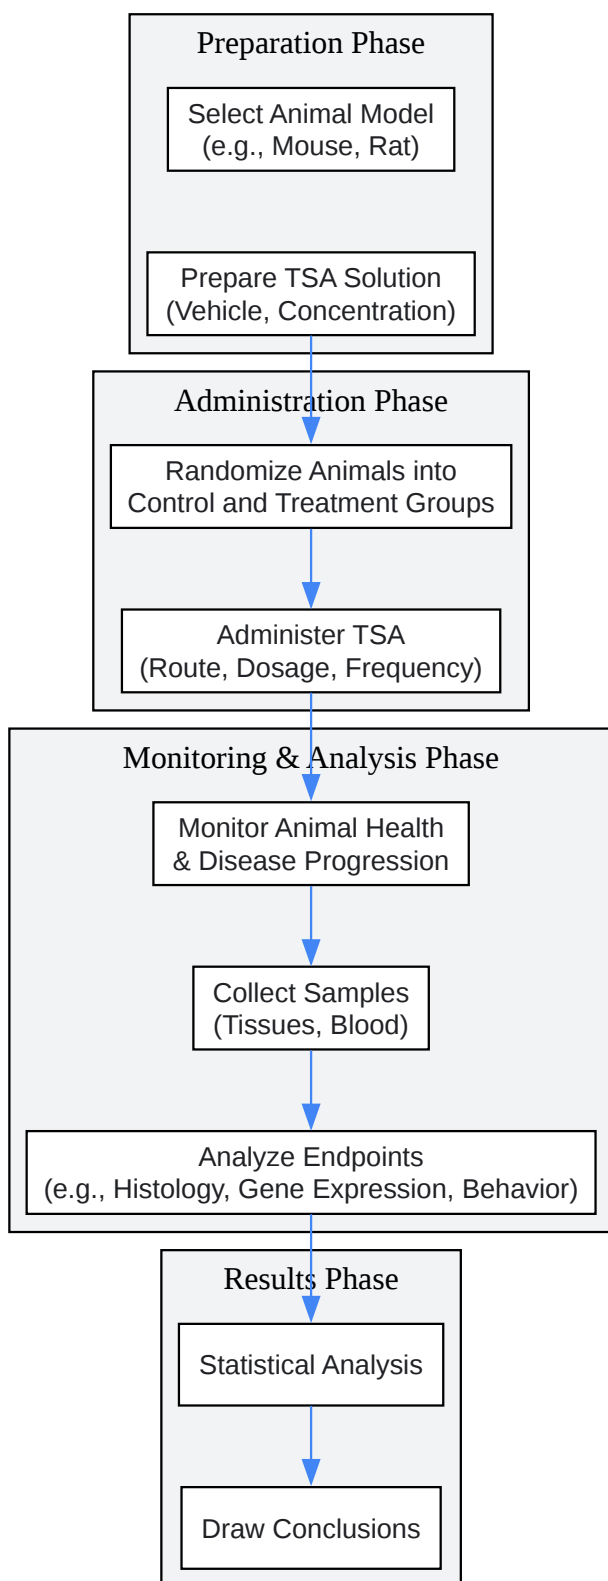 Preparation Phase
Select Animal Model
(e.g., Mouse, Rat)
Prepare TSA Solution
(Vehicle, Concentration)
Administration Phase
Randomize Animals into
Control and Treatment Groups
Administer TSA
(Route, Dosage, Frequency)
Monitoring & Analysis Phase
Monitor Animal Health
& Disease Progression
Collect Samples
(Tissues, Blood)
Analyze Endpoints
(e.g., Histology, Gene Expression, Behavior)
Results Phase
Statistical Analysis
Draw Conclusions